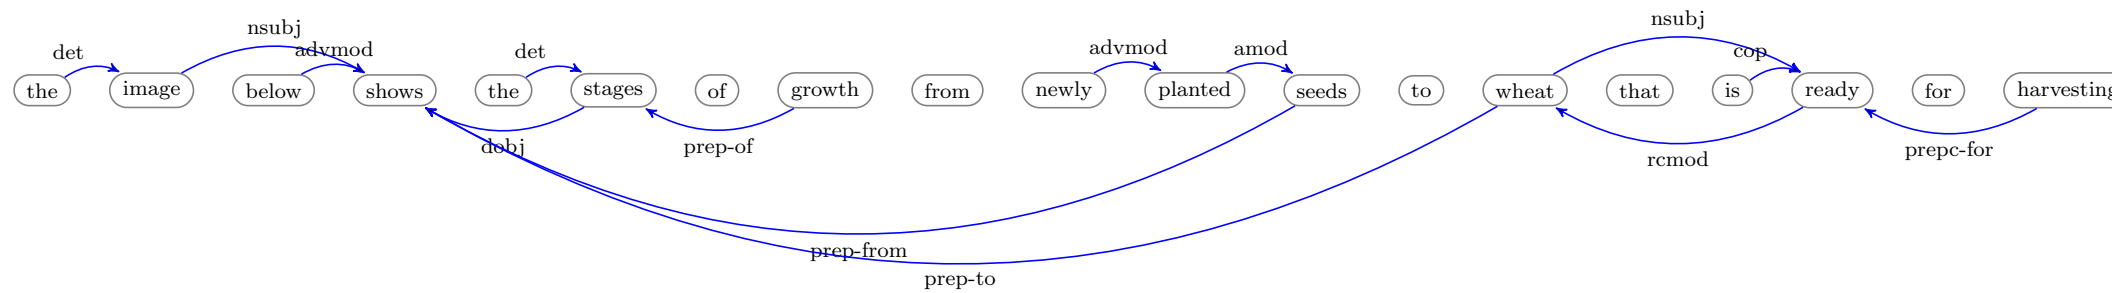 nsubj
nsubj
det
advmod
det
advmod
amod
cop
the image below shows the stages of growth from newly planted seeds to wheat that is ready for harvesting
dobj
prep-of
rcmod
prepc-for
prep-from
prep-to